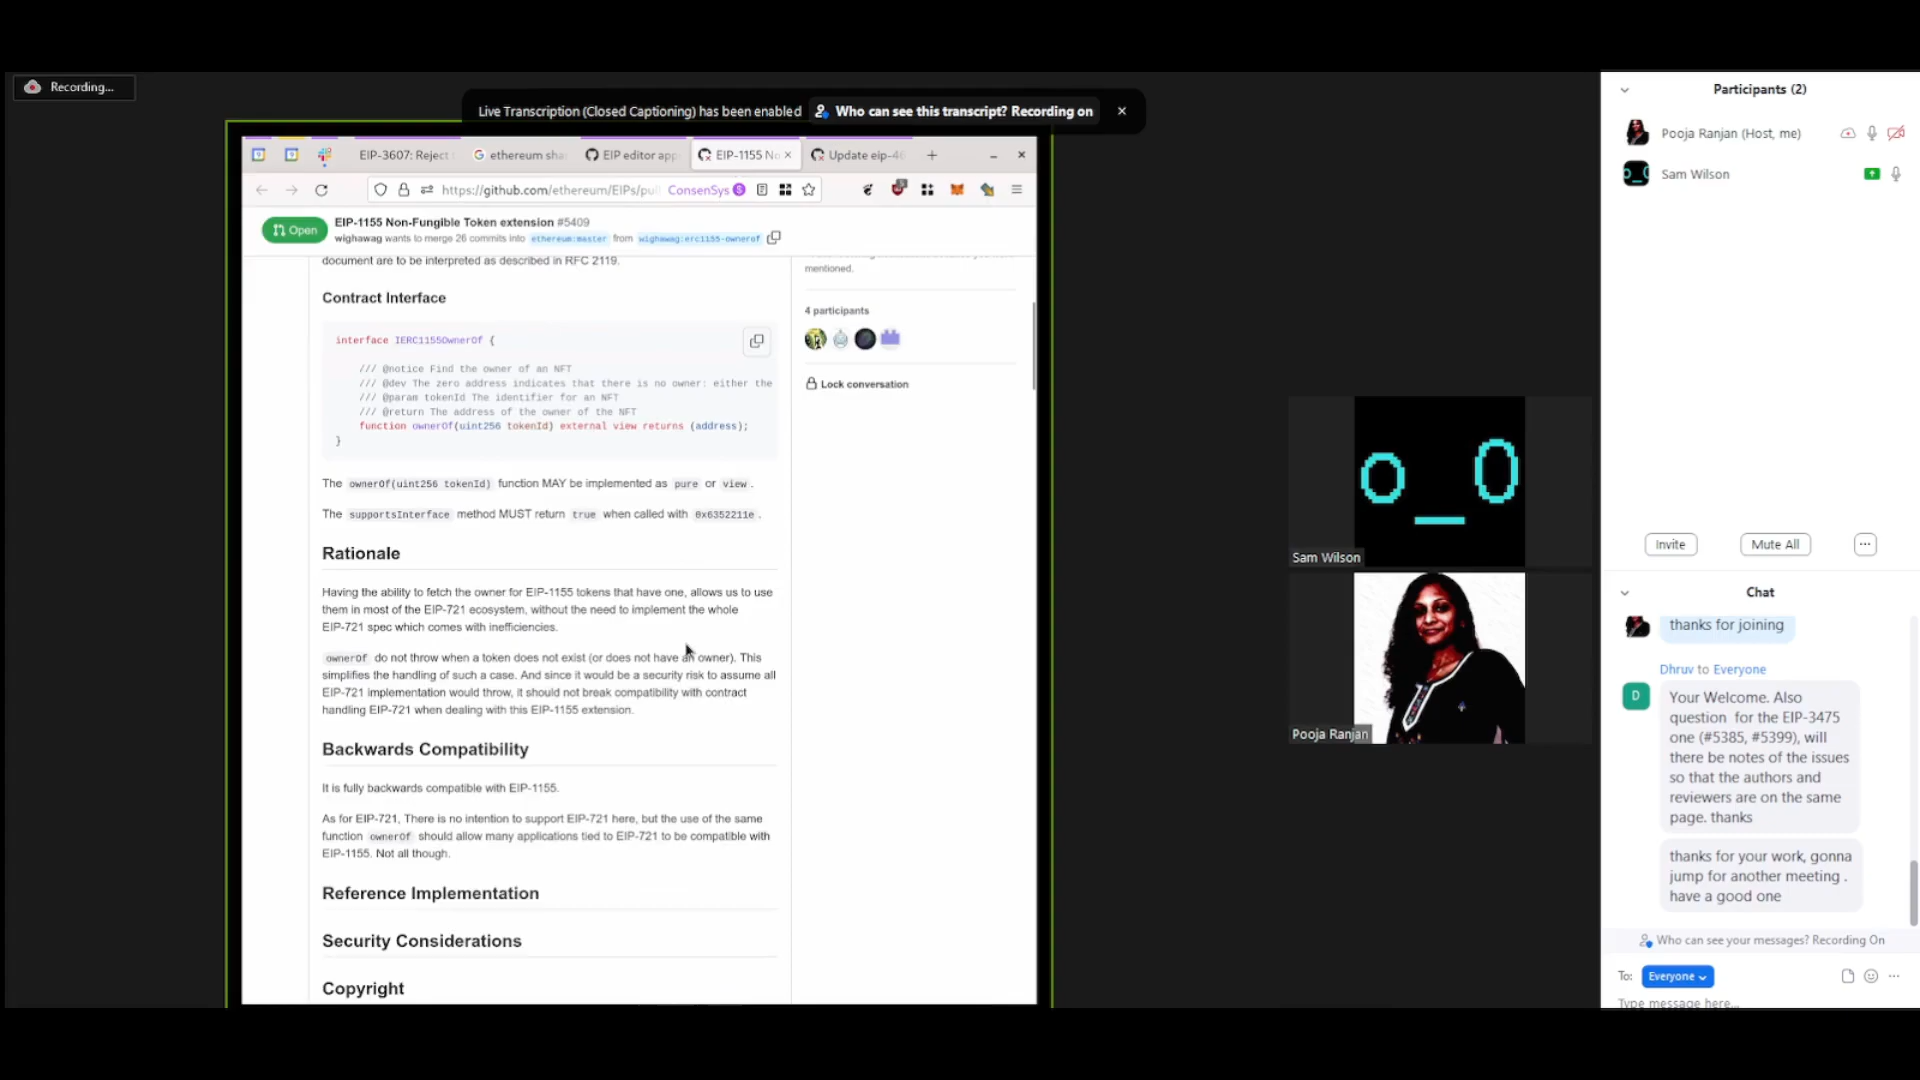 Recording...
Live Transcription (Closed Captioning) has been enabled Who can see this transcript? Recording on
EIP-3607: Reject
ethereum sha
EIP editor app
EIP-1155 No
Update eip-46
https://github.com/ethereum/EIPs/pul ConsenSys
Open
EIP-1155 Non-Fungible Token extension #5409
wighawag wants to merge 26 commits into ethereum:master from wighawag:erc1155-ownerof
document are to be interpreted as described in RFC 2119.
Contract Interface
interface IERC1155OwnerOf {
/// @notice Find the owner of an NFT
/// @dev The zero address indicates that there is no owner: either the
/// @param tokenId The identifier for an NFT
/// @return The address of the owner of the NFT
function ownerOf(uint256 tokenId) external view returns (address);
}
The ownerOf(uint256 tokenId) function MAY be implemented as pure or view.
The supportsInterface method MUST return true when called with 0x6352211e.
Rationale
Having the ability to fetch the owner for EIP-1155 tokens that have one, allows us to use
them in most of the EIP-721 ecosystem, without the need to implement the whole
EIP-721 spec which comes with inefficiencies.
ownerOf do not throw when a token does not exist (or does not have an owner). This
simplifies the handling of such a case. And since it would be a security risk to assume all
EIP-721 implementation would throw, it should not break compatibility with contract
handling EIP-721 when dealing with this EIP-1155 extension.
Backwards Compatibility
It is fully backwards compatible with EIP-1155.
As for EIP-721, There is no intention to support EIP-721 here, but the use of the same
function ownerOf should allow many applications tied to EIP-721 to be compatible with
EIP-1155. Not all though.
Reference Implementation
Security Considerations
Copyright
mentioned.
4 participants
Lock conversation
Sam Wilson
Pooja Ranjan
Participants (2)
Pooja Ranjan (Host, me)
Sam Wilson
Invite
Mute All
Chat
thanks for joining
Dhruv to Everyone
D
Your Welcome. Also
question for the EIP-3475
one (#5385, #5399), will
there be notes of the issues
so that the authors and
reviewers are on the same
page. thanks
thanks for your work, gonna
jump for another meeting .
have a good one
Who can see your messages? Recording On
To: Everyone
Type message here...